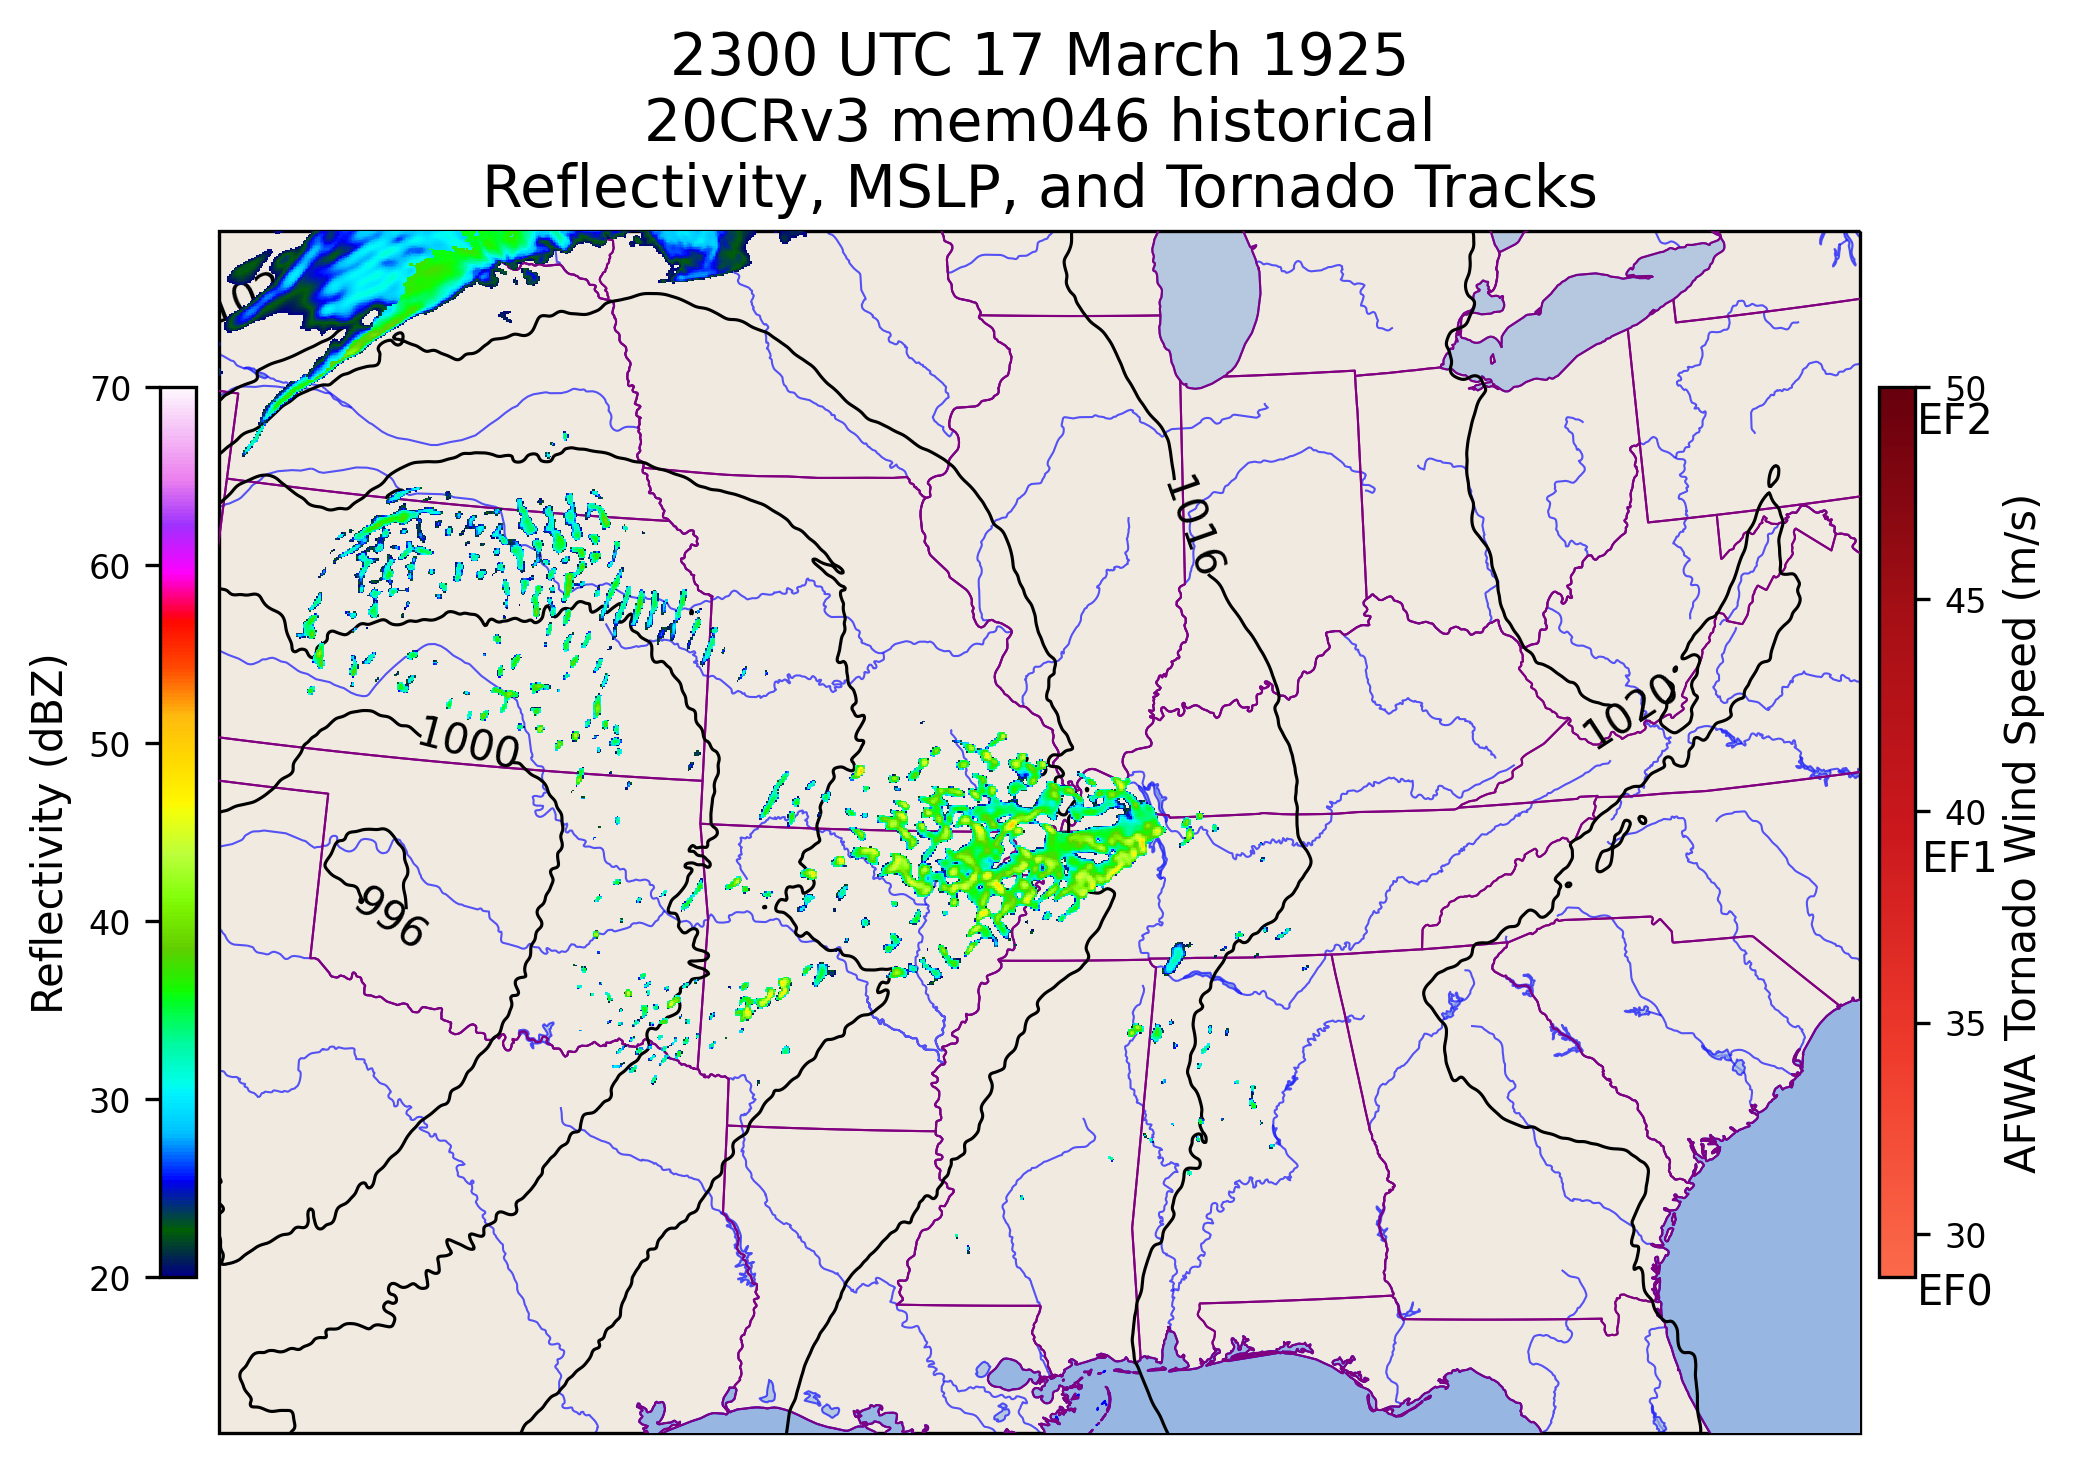 2300 UTC 17 March 1925
20CRv3 mem046 historical
Reflectivity, MSLP, and Tornado Tracks
Reflectivity (dBZ)
70
60
50
40
30
20
1016
1020
1000
996
50
EF2
45
40
EF1
35
30
EF0
AFWA Tornado Wind Speed (m/s)